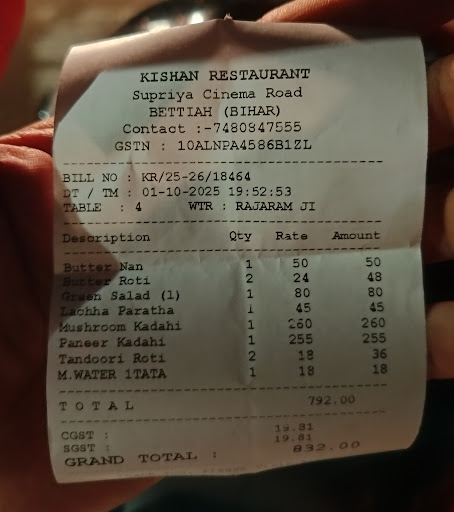 KISHAN RESTAURANT
Supriya Cinema Road
BETTIAH (BIHAR)
Contact :-7480847555
GSTN : 10ALNPA4586B1ZL
BILL NO : KR/25-26/18464
DT / TM : 01-10-2025 19:52:53
TABLE : 4 WTR : RAJARAM JI
Description Qty Rate Amount
Butter Nan 1 50 50
Butter Roti 2 24 48
Green Salad (1) 1 80 80
Lachha Paratha 1 45 45
Mushroom Kadahi 1 260 260
Paneer Kadahi 1 255 255
Tandoori Roti 2 18 36
M.WATER 1TATA 1 18 18
TOTAL 792.00
CGST : 19.81
SGST : 19.81
GRAND TOTAL : 832.00